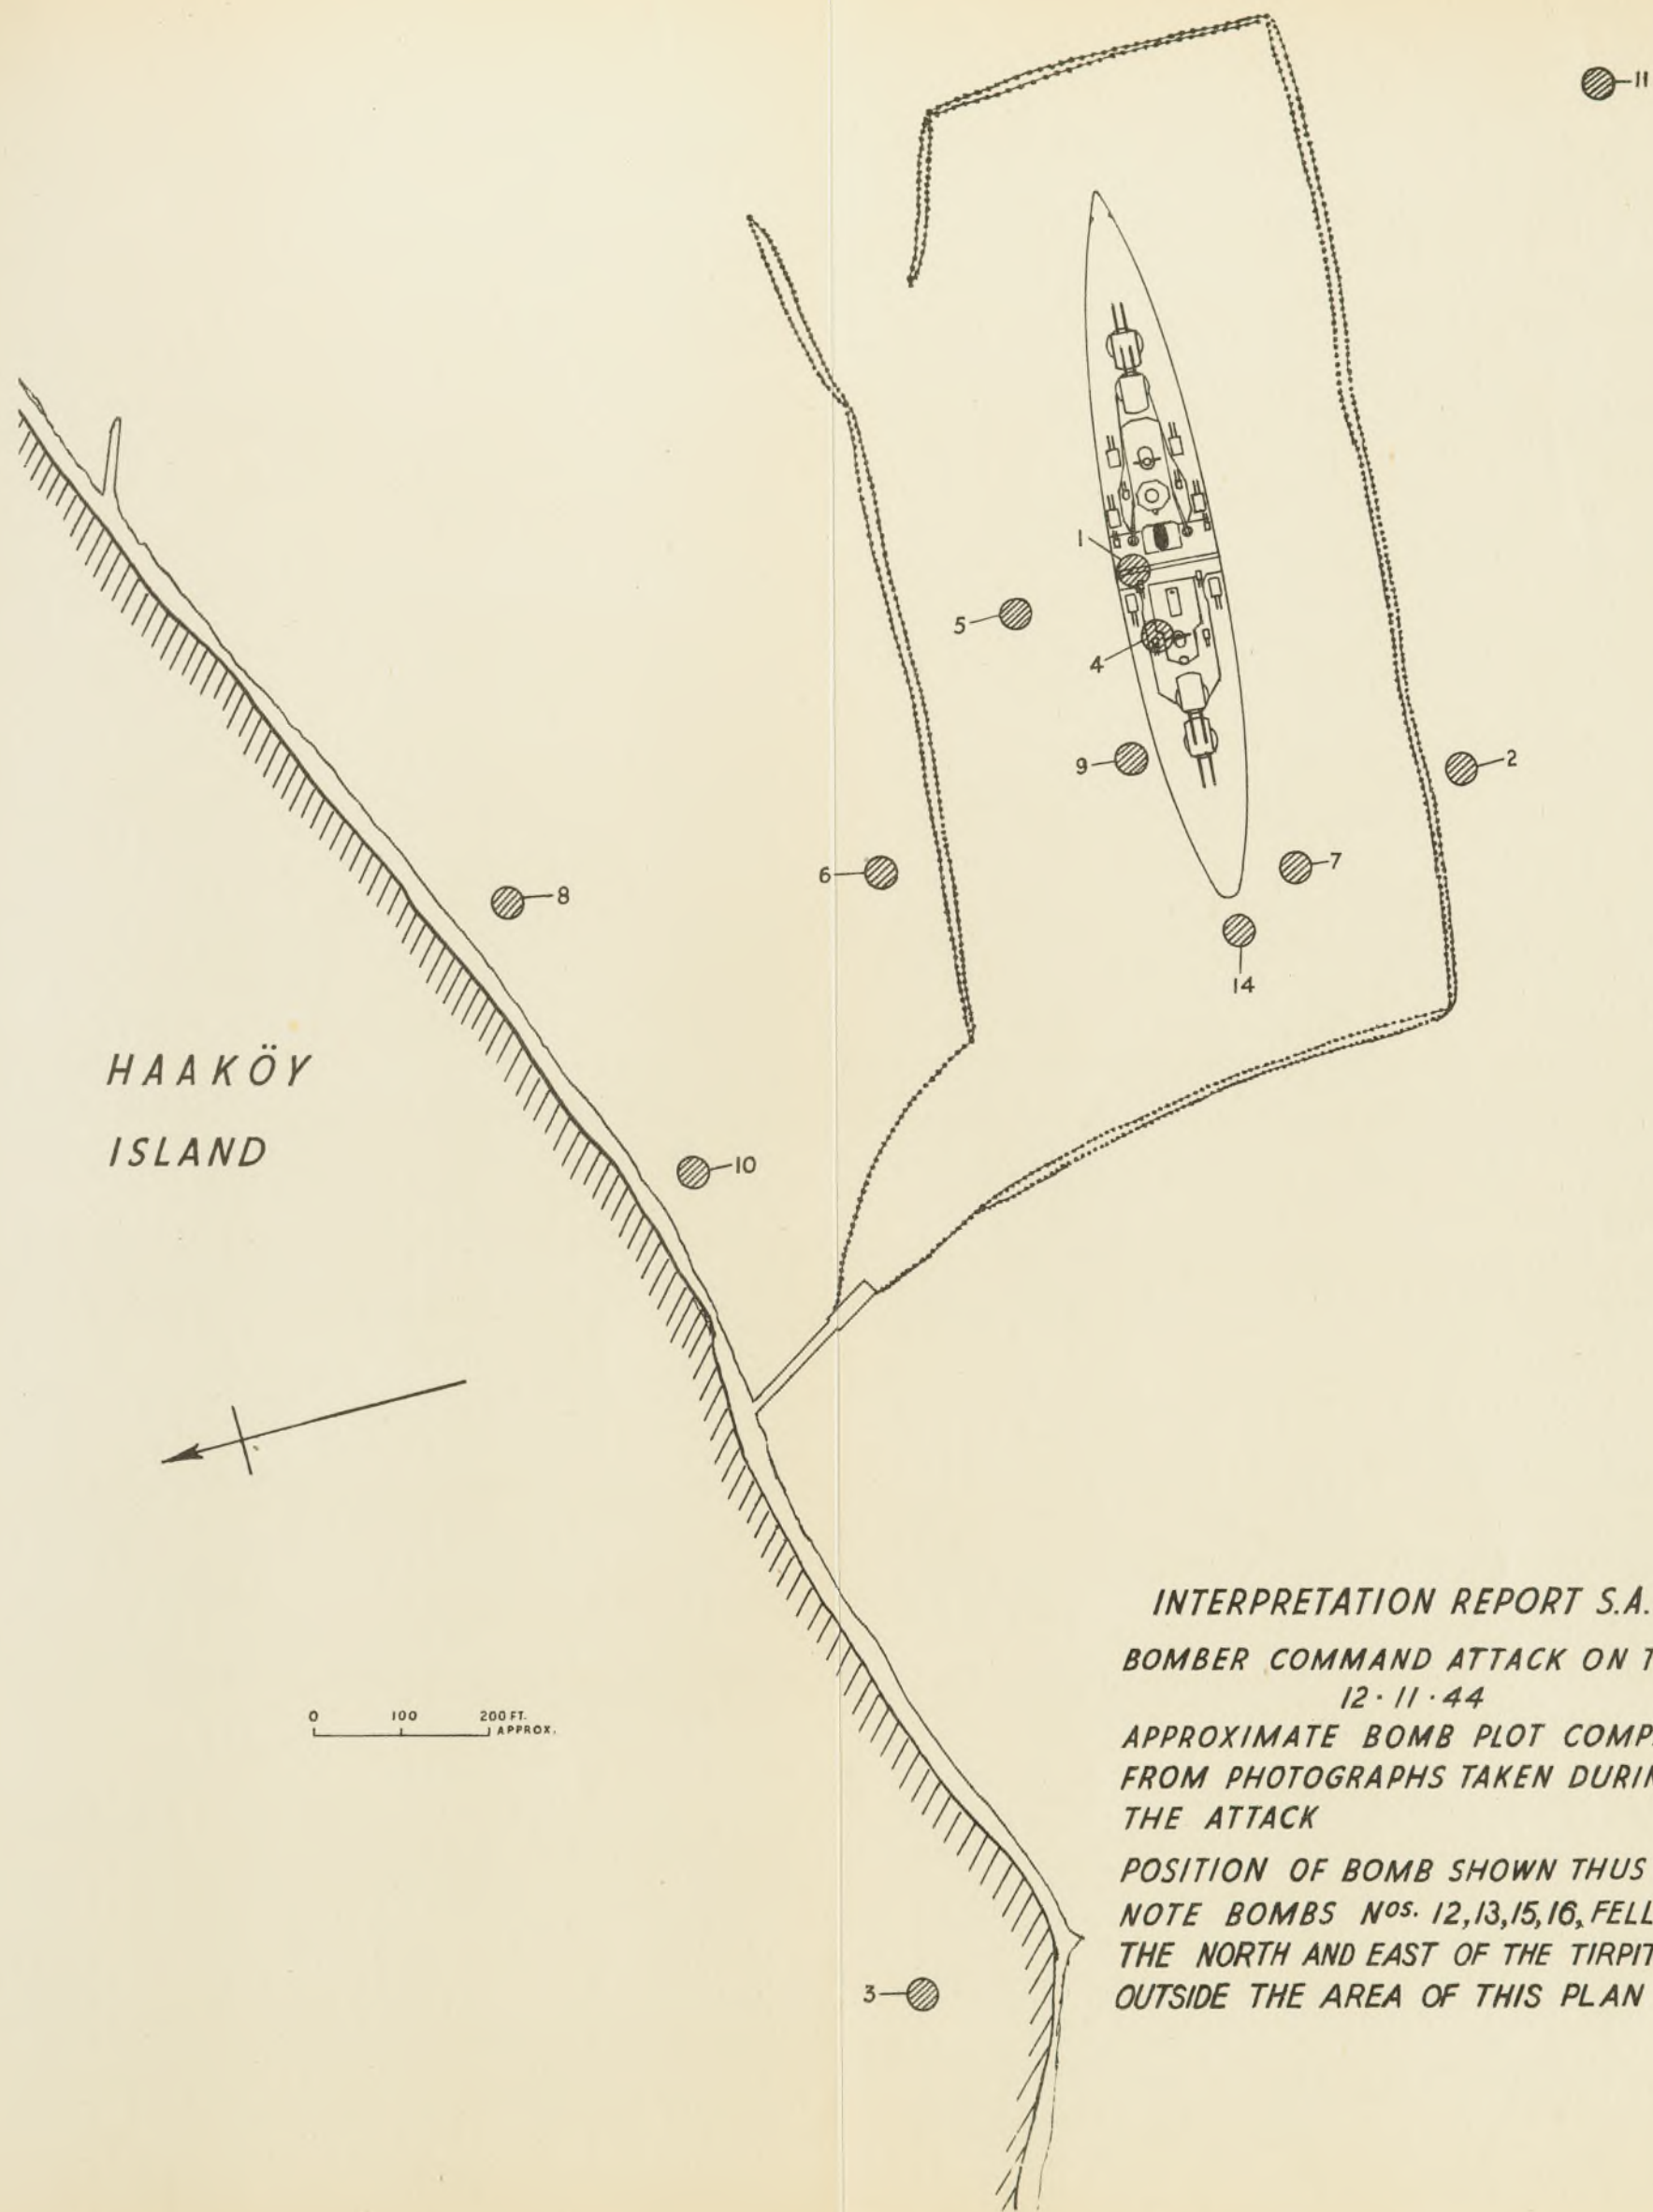 11
1
5
4
9
2
6
7
8
14
HAAKÖY
ISLAND
10
0 100 200 FT.
APPROX.
INTERPRETATION REPORT S.A.
BOMBER COMMAND ATTACK ON T
12·11·44
APPROXIMATE BOMB PLOT COMP
FROM PHOTOGRAPHS TAKEN DURIN
THE ATTACK
POSITION OF BOMB SHOWN THUS
NOTE BOMBS Nos. 12,13,15,16, FELL
THE NORTH AND EAST OF THE TIRPIT
OUTSIDE THE AREA OF THIS PLAN
3